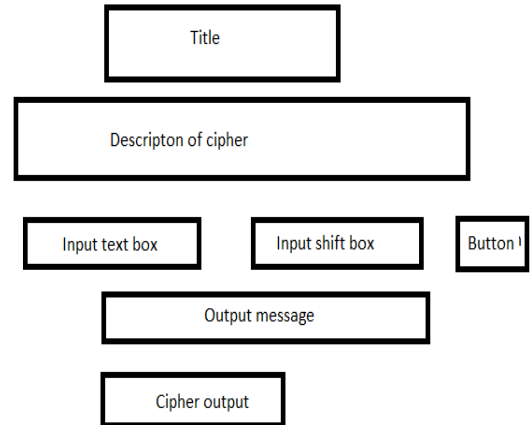 Title
Descripton of cipher
Input text box
Input shift box
Button
Output message
Cipher output